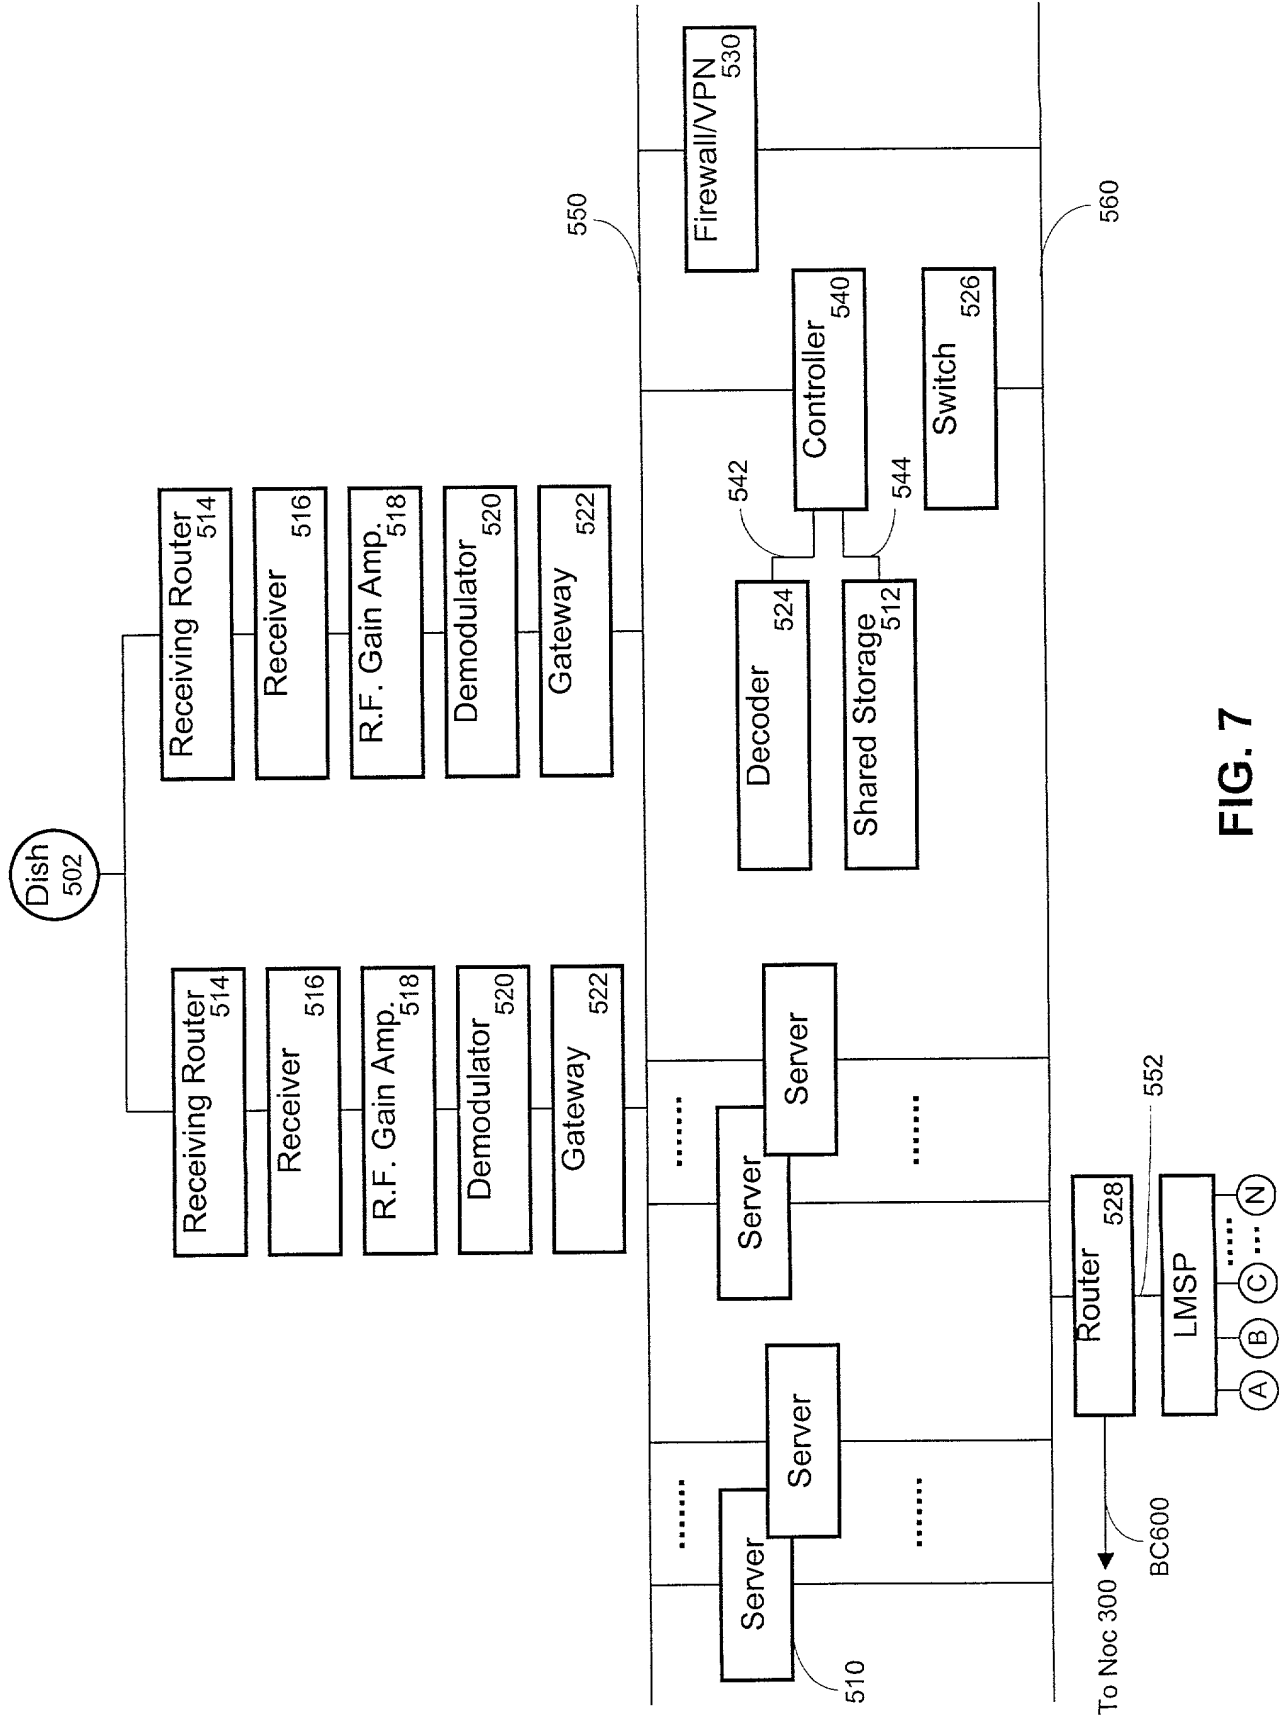 Dish
502
Receiving Router
514
Receiver
516
R.F. Gain Amp.
518
Demodulator
520
Gateway
522
Receiving Router
514
Receiver
516
R.F. Gain Amp.
518
Demodulator
520
Gateway
522
550
Server
Server
510
Server
Server
Decoder
524
Shared Storage
512
542
544
Controller
540
Switch
526
Firewall/VPN
530
560
To Noc 300
BC600
Router
528
552
LMSP
A
B
C
N
FIG. 7